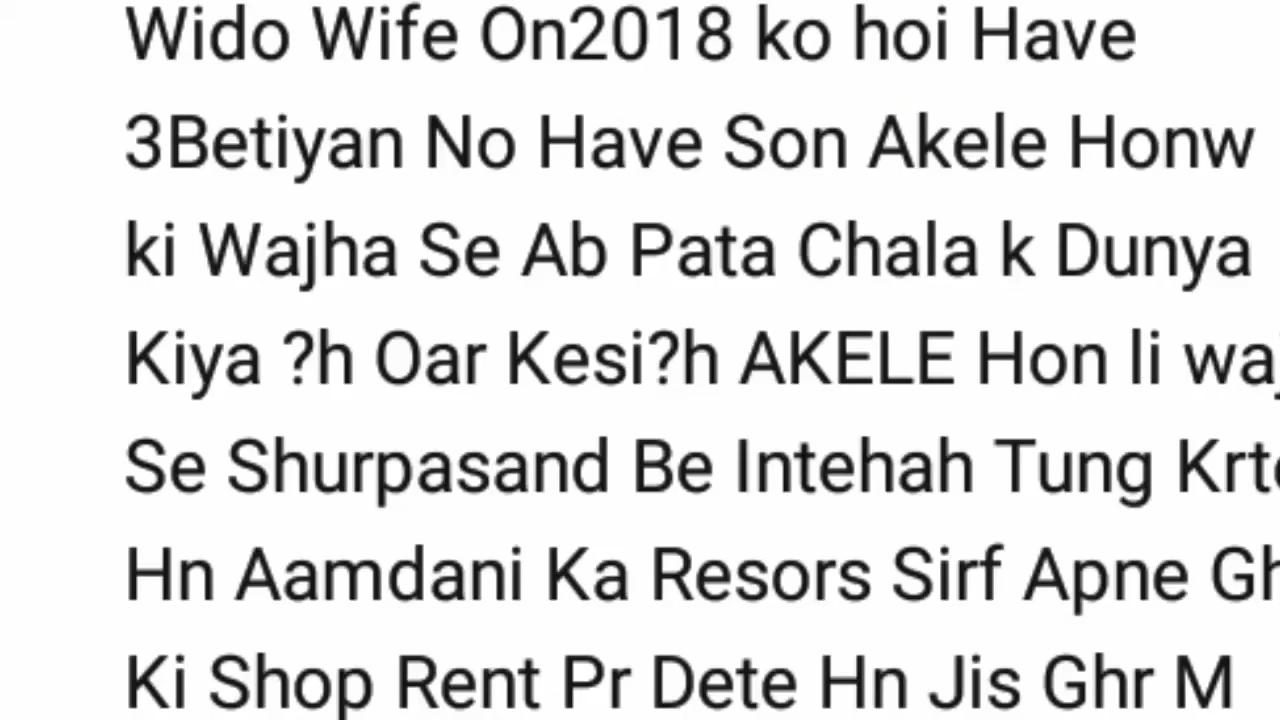 Wido Wife On2018 ko hoi Have
3Betiyan No Have Son Akele Honw
ki Wajha Se Ab Pata Chala k Dunya
Kiya ?h Oar Kesi?h AKELE Hon li
Se Shurpasand Be Intehah Tung
Hn Aamdani Ka Resors Sirf Apne
Ki Shop Rent Pr Dete Hn Jis Ghr M